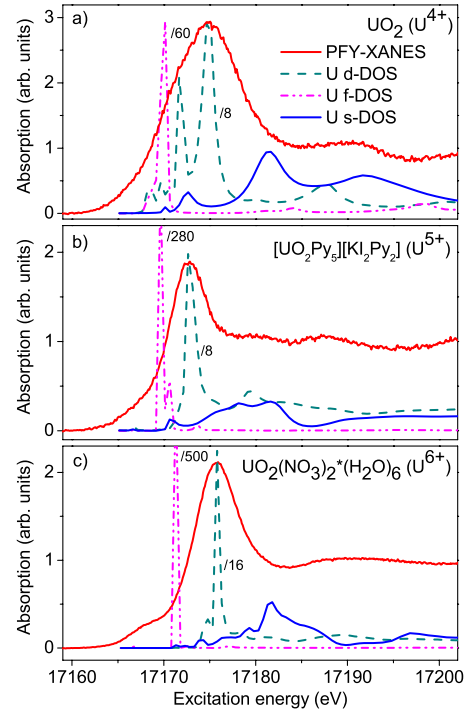 a)
UO2 (U4+)
PFY-XANES
U d-DOS
U f-DOS
U s-DOS
/60
/8
3
2
1
0
Absorption (arb. units)
b)
[UO2Py5][KI2Py2] (U5+)
/280
/8
2
1
0
Absorption (arb. units)
c)
UO2(NO3)2*(H2O)6 (U6+)
/500
/16
2
1
0
Absorption (arb. units)
17160 17170 17180 17190 17200
Excitation energy (eV)